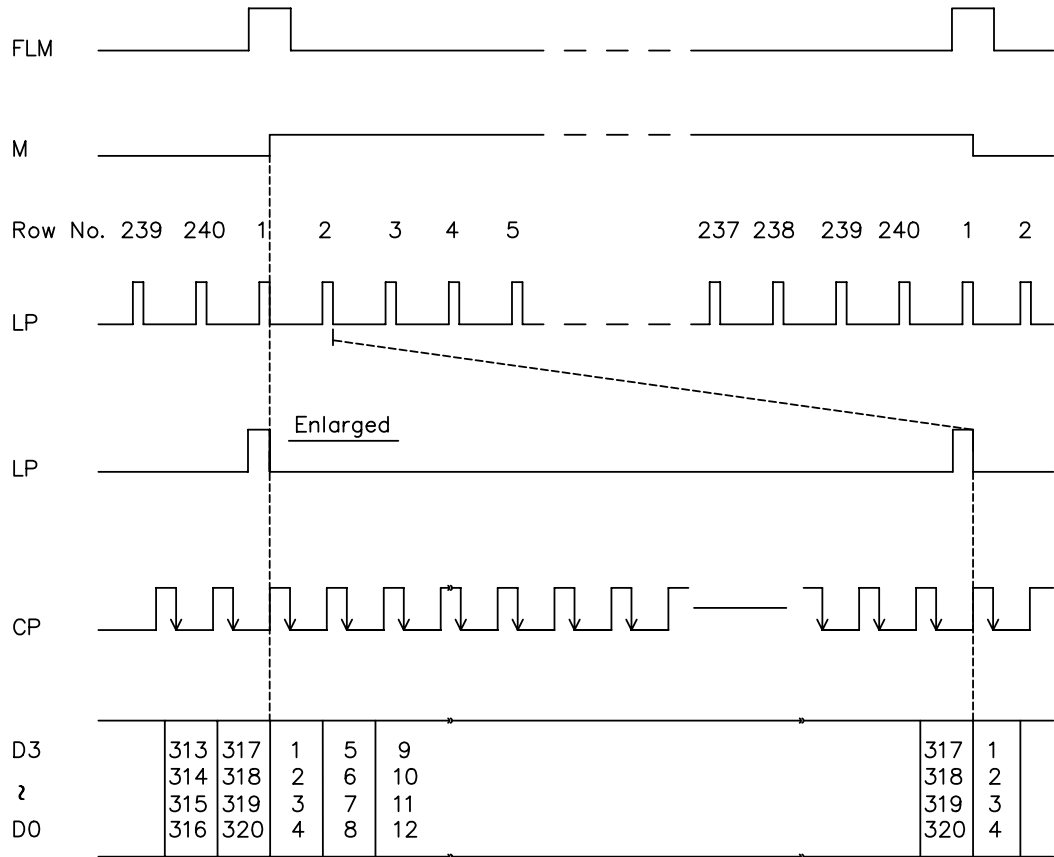 FLM
M
Row No. 239 240 1 2 3 4 5 237 238 239 240 1 2
LP
Enlarged
LP
CP
D3 313 317 1 5 9 317 1
314 318 2 6 10 318 2
~ 315 319 3 7 11 319 3
D0 316 320 4 8 12 320 4